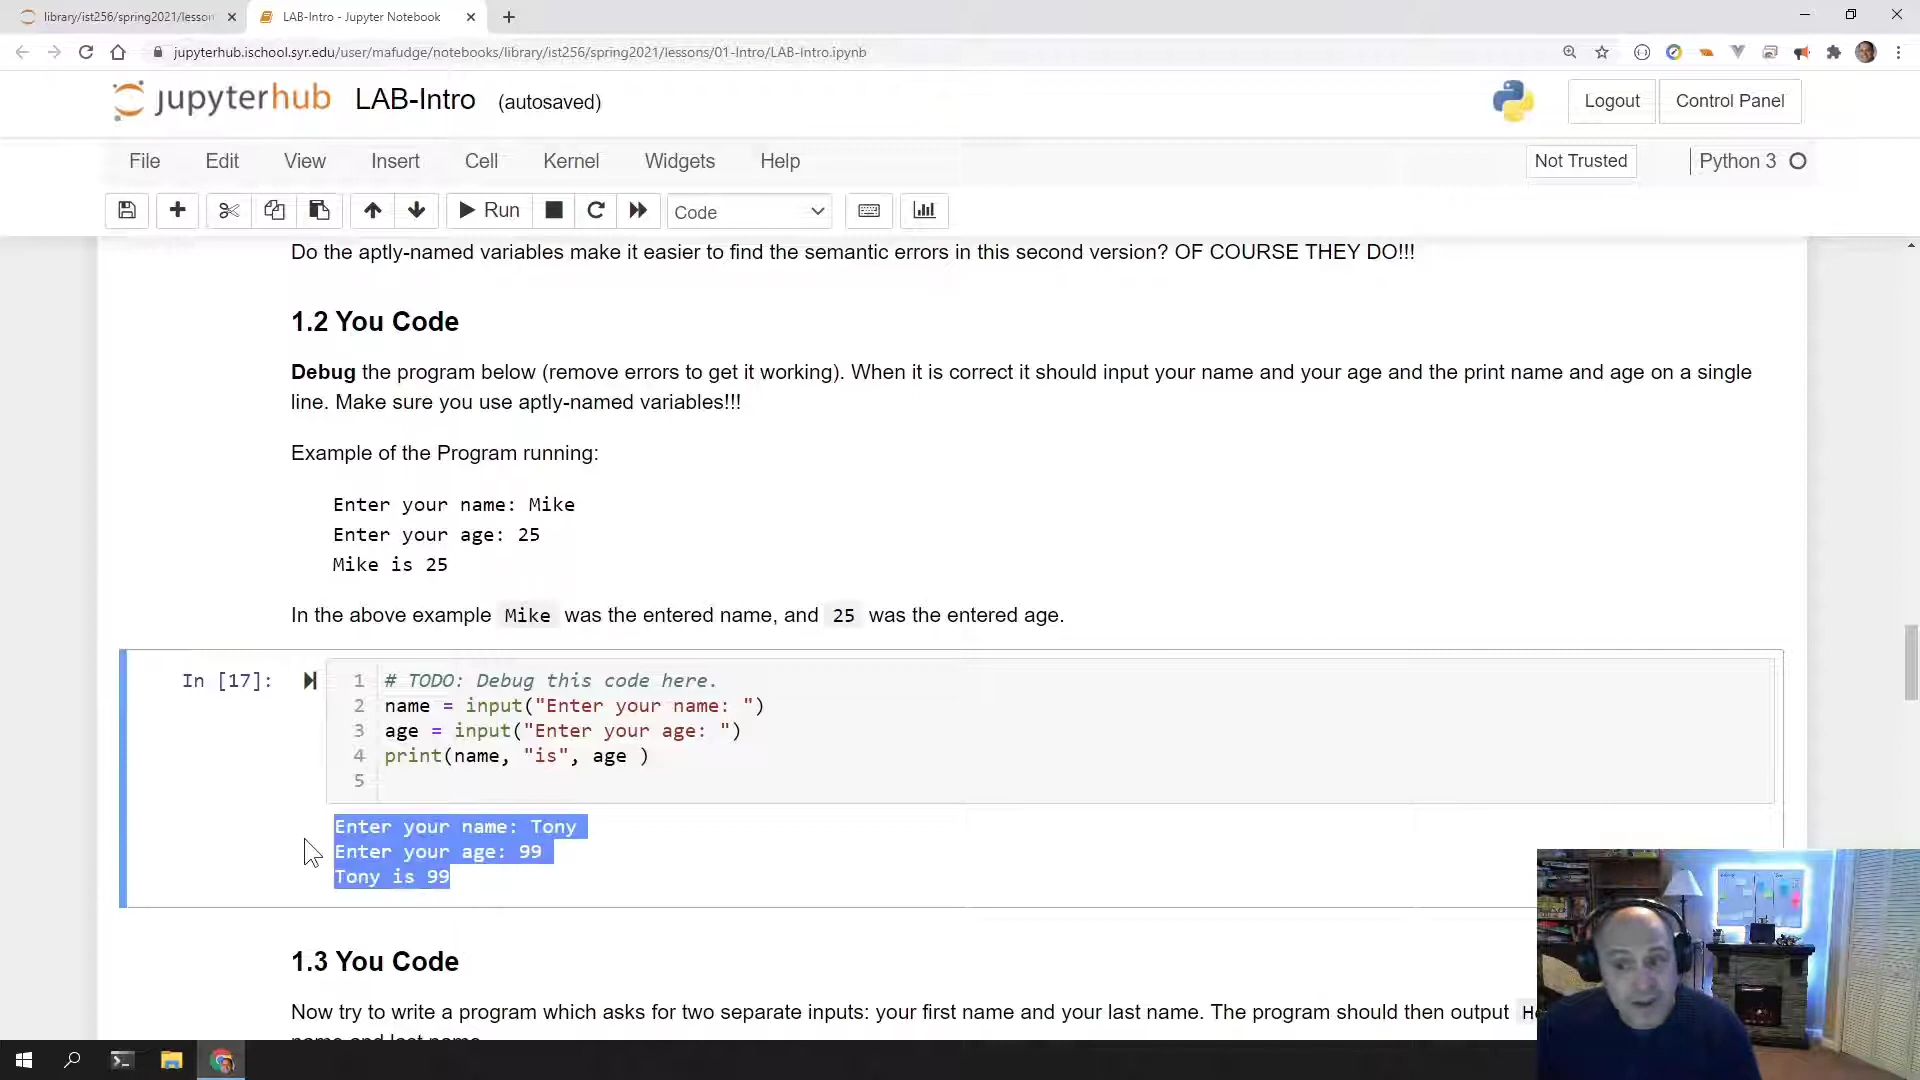 library/ist256/spring2021/lesson
LAB-Intro - Jupyter Notebook
jupyterhub.ischool.syr.edu/user/mafudge/notebooks/library/ist256/spring2021/lessons/01-Intro/LAB-Intro.ipynb
jupyterhub LAB-Intro (autosaved)
Logout Control Panel
File Edit View Insert Cell Kernel Widgets Help
Not Trusted Python 3
Run Code
Do the aptly-named variables make it easier to find the semantic errors in this second version? OF COURSE THEY DO!!!
1.2 You Code
Debug the program below (remove errors to get it working). When it is correct it should input your name and your age and the print name and age on a single
line. Make sure you use aptly-named variables!!!
Example of the Program running:
Enter your name: Mike
Enter your age: 25
Mike is 25
In the above example Mike was the entered name, and 25 was the entered age.
In [17]:
1 # TODO: Debug this code here.
2 name = input("Enter your name: ")
3 age = input("Enter your age: ")
4 print(name, "is", age )
5
Enter your name: Tony
Enter your age: 99
Tony is 99
1.3 You Code
Now try to write a program which asks for two separate inputs: your first name and your last name. The program should then output
name and last name